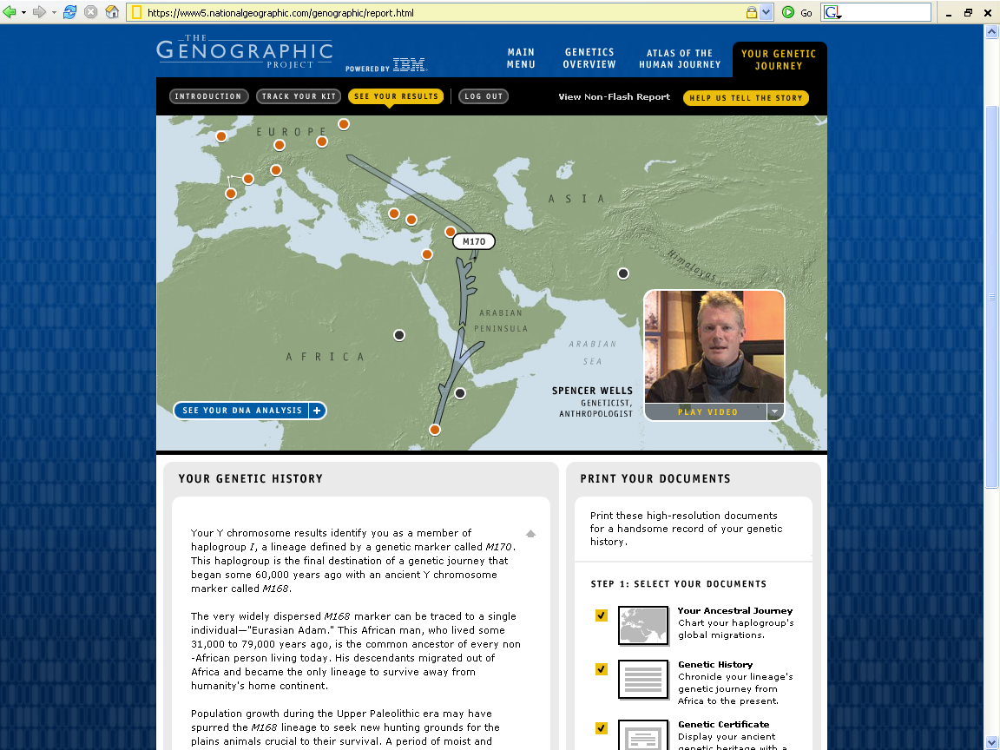 https://www5.nationalgeographic.com/genographic/report.html
Go
G
THE
GENOGRAPHIC
PROJECT
POWERED BY IBM
MAIN
MENU
GENETICS
OVERVIEW
ATLAS OF THE
HUMAN JOURNEY
YOUR GENETIC
JOURNEY
INTRODUCTION
TRACK YOUR KIT
SEE YOUR RESULTS
LOG OUT
View Non-Flash Report
HELP US TELL THE STORY
EUROPE
ASIA
M170
Himalayas
ARABIAN
PENINSULA
AFRICA
ARABIAN
SEA
SPENCER WELLS
GENETICIST,
ANTHROPOLOGIST
PLAY VIDEO
SEE YOUR DNA ANALYSIS +
YOUR GENETIC HISTORY
Your Y chromosome results identify you as a member of
haplogroup I, a lineage defined by a genetic marker called M170.
This haplogroup is the final destination of a genetic journey that
began some 60,000 years ago with an ancient Y chromosome
marker called M168.
The very widely dispersed M168 marker can be traced to a single
individual—"Eurasian Adam." This African man, who lived some
31,000 to 79,000 years ago, is the common ancestor of every non
-African person living today. His descendants migrated out of
Africa and became the only lineage to survive away from
humanity's home continent.
Population growth during the Upper Paleolithic era may have
spurred the M168 lineage to seek new hunting grounds for the
plains animals crucial to their survival. A period of moist and
PRINT YOUR DOCUMENTS
Print these high-resolution documents
for a handsome record of your genetic
history.
STEP 1: SELECT YOUR DOCUMENTS
Your Ancestral Journey
Chart your haplogroup's
global migrations.
Genetic History
Chronicle your lineage's
genetic journey from
Africa to the present.
Genetic Certificate
Display your ancient
genetic heritage with a